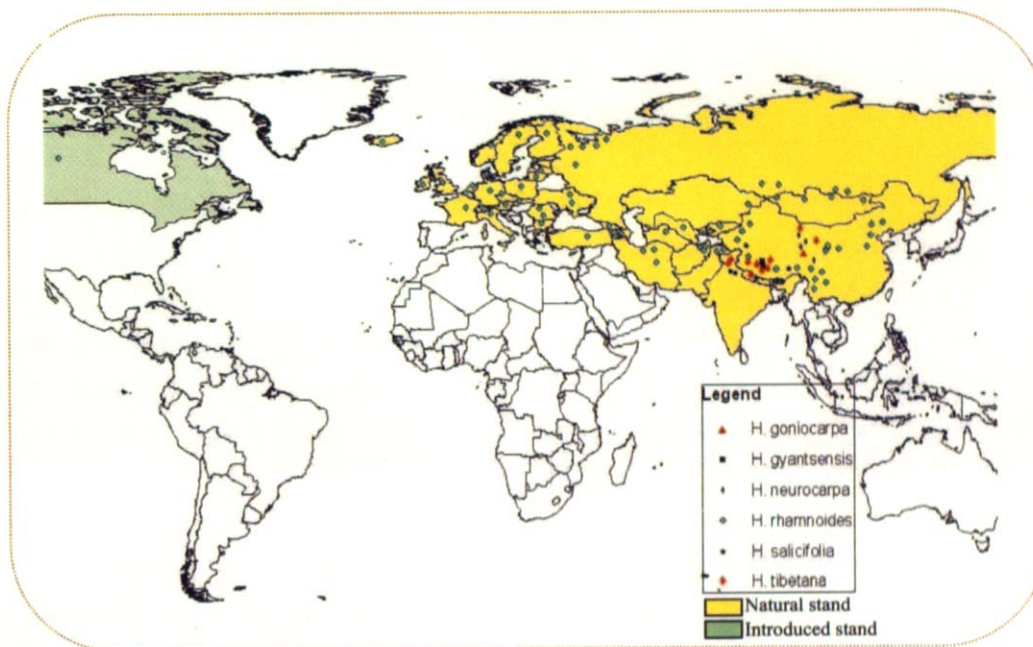 Legend
H. goniocarpa
H. gyantsensis
H. neurocarpa
H. rhamnoides
H. salicifolia
H. tibetana
Natural stand
Introduced stand